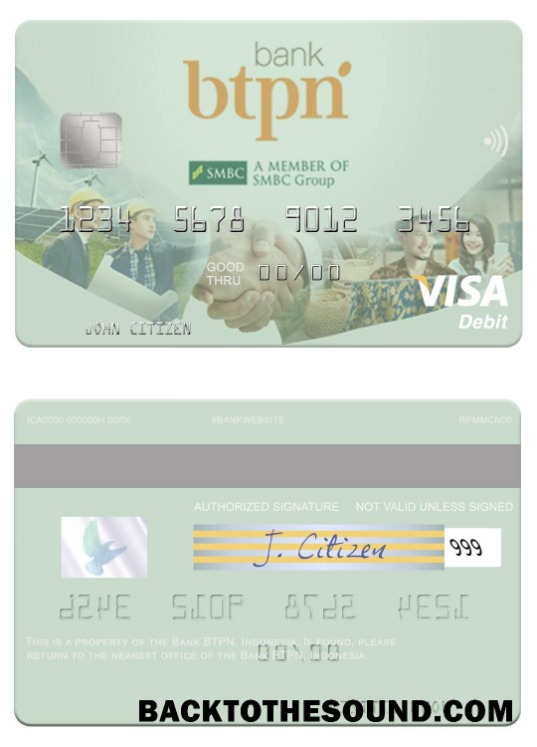 bank
btpn
SMBC A MEMBER OF
SMBC Group
1234 5678 9012 3456
GOOD
THRU 00/00
VISA
Debit
JOHN CITIZEN
ICA0000 000000H 00/00 #BANKWEBSITE RPMMCN00
AUTHORIZED SIGNATURE NOT VALID UNLESS SIGNED
J. Citizen 999
THIS IS A PROPERTY OF THE BANK BTPN, INDONESIA, IS FOUND, PLEASE
RETURN TO THE NEAREST OFFICE OF THE BANK BTPN, INDONESIA.
BACKTOTHESOUND.COM